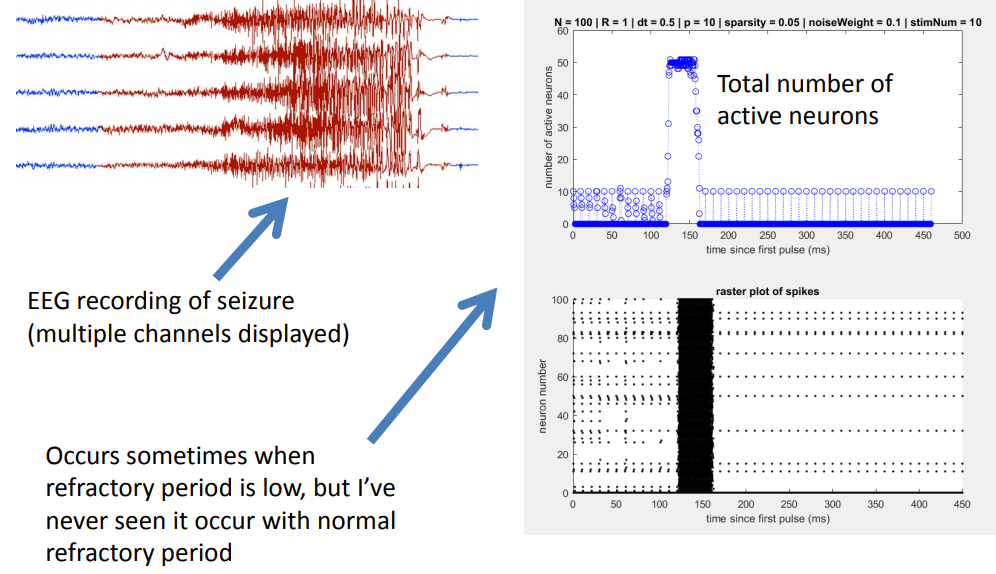 EEG recording of seizure
(multiple channels displayed)
Occurs sometimes when
refractory period is low, but I've
never seen it occur with normal
refractory period
N = 100 | R = 1 | dt = 0.5 | p = 10 | sparsity = 0.05 | noiseWeight = 0.1 | stimNum = 10
60
50
40
30
20
10
0
number of active neurons
Total number of
active neurons
0 50 100 150 200 250 300 350 400 450 500
time since first pulse (ms)
raster plot of spikes
100
80
60
40
20
0
neuron number
0 50 100 150 200 250 300 350 400 450
time since first pulse (ms)